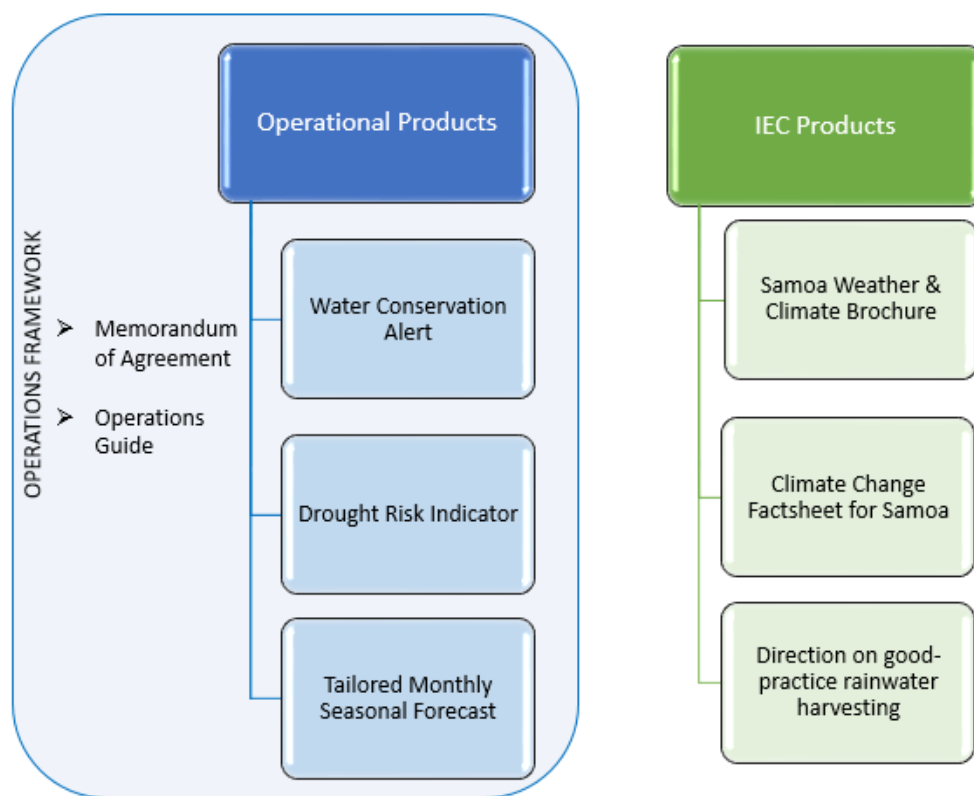 OPERATIONS FRAMEWORK
➢ Memorandum
of Agreement
➢ Operations
Guide
Operational Products
Water Conservation
Alert
Drought Risk Indicator
Tailored Monthly
Seasonal Forecast
IEC Products
Samoa Weather &
Climate Brochure
Climate Change
Factsheet for Samoa
Direction on good-
practice rainwater
harvesting